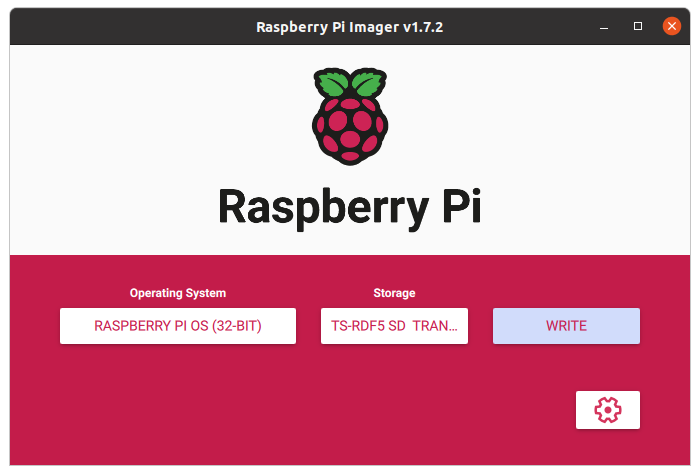 Raspberry Pi Imager v1.7.2
Raspberry Pi
Operating System
Storage
RASPBERRY PI OS (32-BIT)
TS-RDF5 SD  TRAN...
WRITE